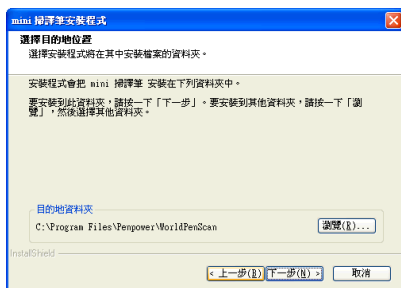 mini 掃譯筆安裝程式
選擇目的地位置
選擇安裝程式將在其中安裝檔案的資料夾。
安裝程式會把 mini 掃譯筆 安裝在下列資料夾中。
要安裝到此資料夾，請按一下「下一步」。要安裝到其他資料夾，請按一下「瀏
覽」，然後選擇其他資料夾。
目的地資料夾
C:\Program Files\Penpower\WorldPenScan
瀏覽(R)...
InstallShield
< 上一步(B) 下一步(N) > 取消